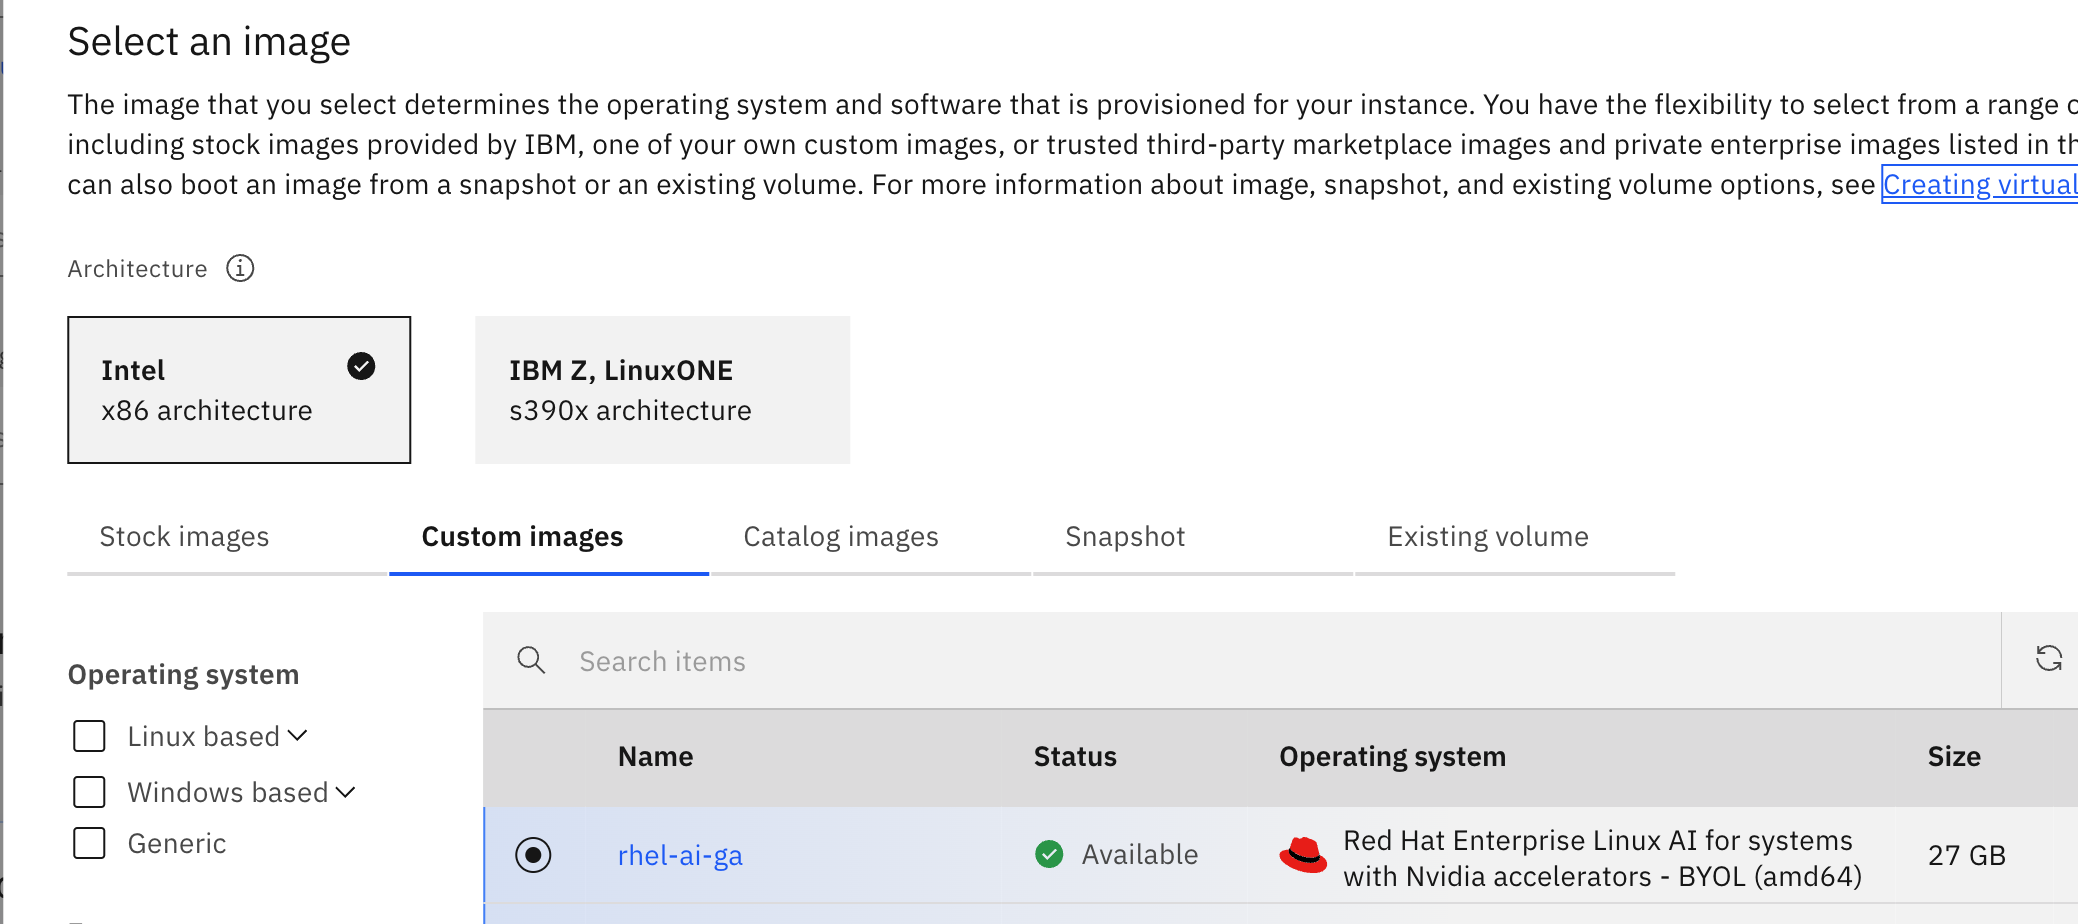 Select an image
The image that you select determines the operating system and software that is provisioned for your instance. You have the flexibility to select from a range
including stock images provided by IBM, one of your own custom images, or trusted third-party marketplace images and private enterprise images listed in
can also boot an image from a snapshot or an existing volume. For more information about image, snapshot, and existing volume options, see Creating virtual
Architecture
Intel
x86 architecture
IBM Z, LinuxONE
s390x architecture
Stock images
Custom images
Catalog images
Snapshot
Existing volume
Operating system
Linux based
Windows based
Generic
Search items
Name
Status
Operating system
Size
rhel-ai-ga
Available
Red Hat Enterprise Linux AI for systems
with Nvidia accelerators - BYOL (amd64)
27 GB